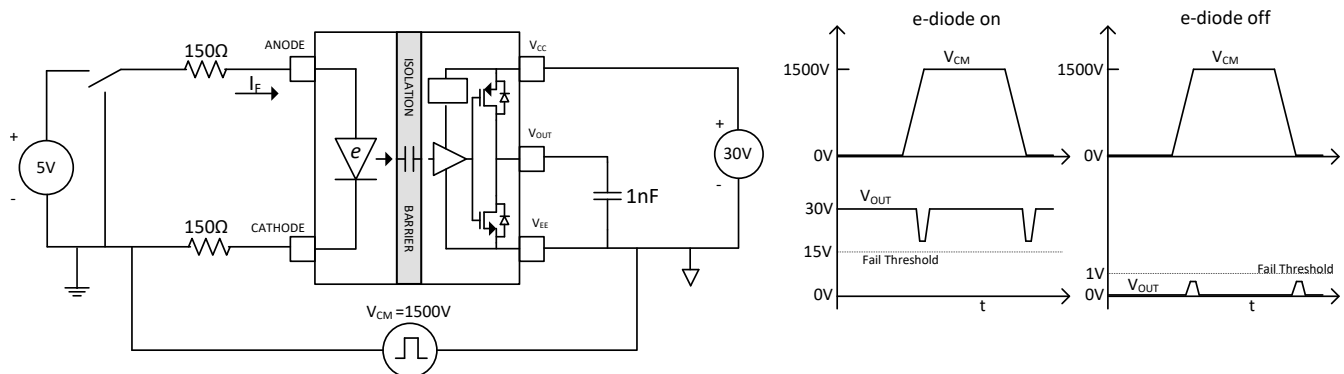 150Ω
I_F
+
5V
-
150Ω
ANODE
CATHODE
e
ISOLATION
BARRIER
V_CC
V_OUT
V_EE
1nF
+
30V
-
V_CM =1500V
e-diode on
1500V
V_CM
0V
V_OUT
30V
15V
Fail Threshold
0V
t
e-diode off
1500V
V_CM
0V
1V
Fail Threshold
V_OUT
0V
t